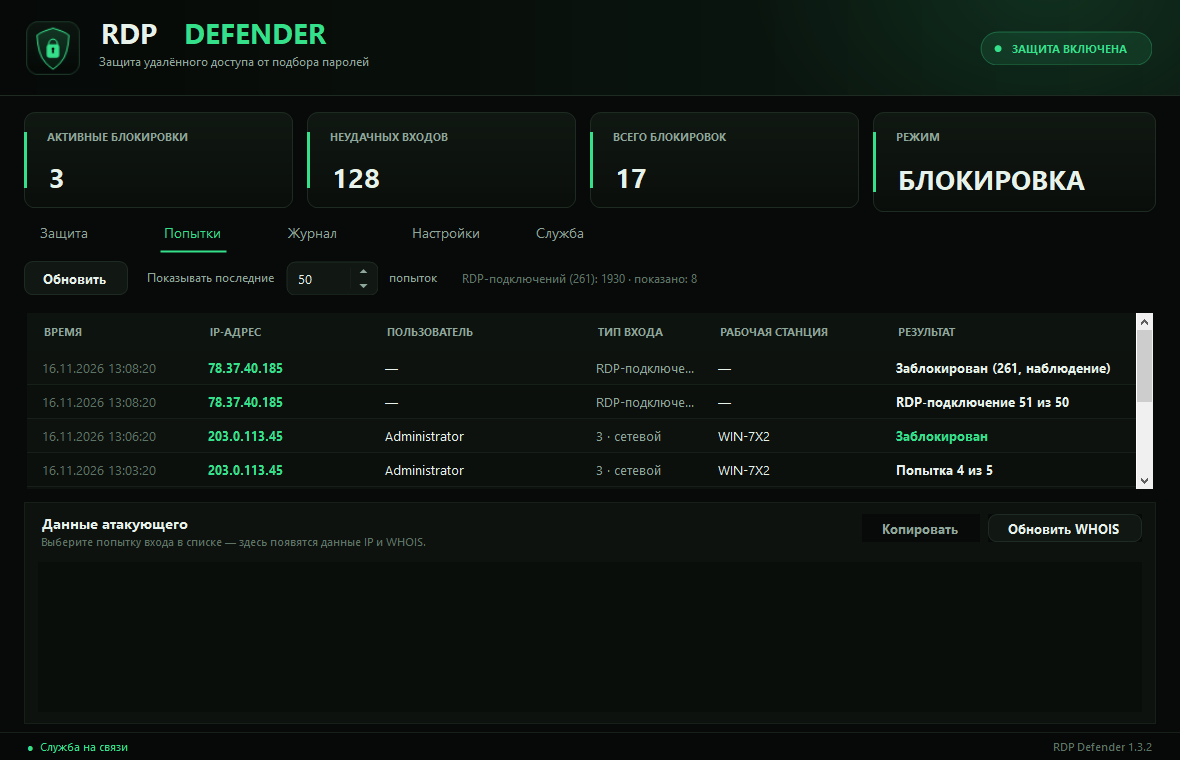 RDP DEFENDER
Защита удалённого доступа от подбора паролей
ЗАЩИТА ВКЛЮЧЕНА
АКТИВНЫЕ БЛОКИРОВКИ
3
НЕУДАЧНЫХ ВХОДОВ
128
ВСЕГО БЛОКИРОВОК
17
РЕЖИМ
БЛОКИРОВКА
Защита Попытки Журнал Настройки Служба
Обновить Показывать последние 50 попыток RDP-подключений (261): 1930 · показано: 8
ВРЕМЯ IP-АДРЕС ПОЛЬЗОВАТЕЛЬ ТИП ВХОДА РАБОЧАЯ СТАНЦИЯ РЕЗУЛЬТАТ
16.11.2026 13:08:20 78.37.40.185 — RDP-подключе... — Заблокирован (261, наблюдение)
16.11.2026 13:08:20 78.37.40.185 — RDP-подключе... — RDP-подключение 51 из 50
16.11.2026 13:06:20 203.0.113.45 Administrator 3 · сетевой WIN-7X2 Заблокирован
16.11.2026 13:03:20 203.0.113.45 Administrator 3 · сетевой WIN-7X2 Попытка 4 из 5
Данные атакующего
Выберите попытку входа в списке — здесь появятся данные IP и WHOIS.
Копировать Обновить WHOIS
Служба на связи
RDP Defender 1.3.2